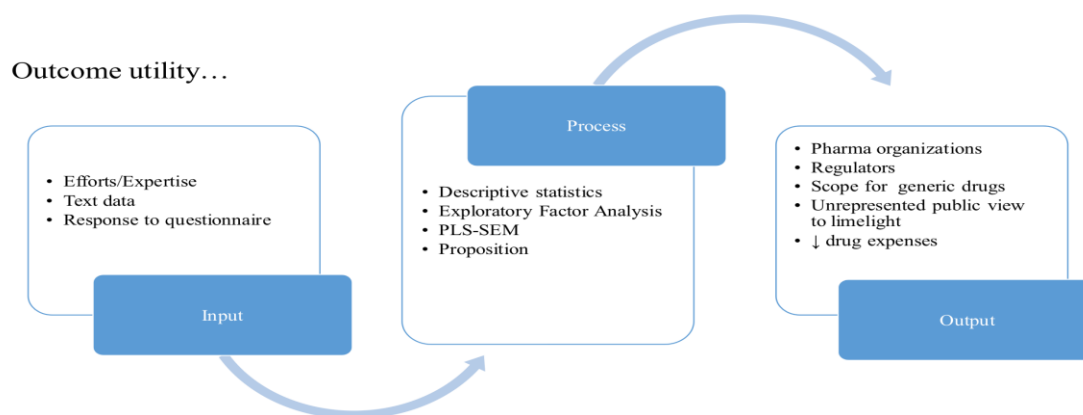 Outcome utility…
• Efforts/Expertise
• Text data
• Response to questionnaire
Input
Process
• Descriptive statistics
• Exploratory Factor Analysis
• PLS-SEM
• Proposition
• Pharma organizations
• Regulators
• Scope for generic drugs
• Unrepresented public view
to limelight
• ↓ drug expenses
Output